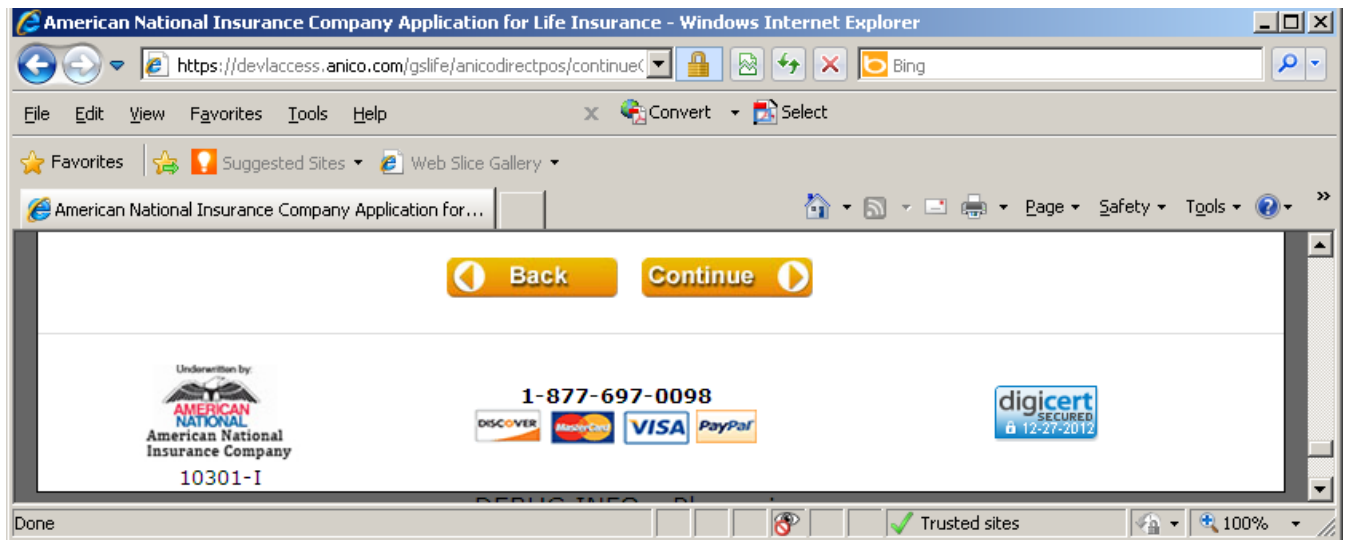 American National Insurance Company Application for Life Insurance - Windows Internet Explorer
https://devlaccess.anico.com/gslife/anicodirectpos/continue( Bing
File Edit View Favorites Tools Help x Convert Select
Favorites Suggested Sites Web Slice Gallery
American National Insurance Company Application for... Page Safety Tools »
Back Continue
Underwritten by:
AMERICAN
NATIONAL
American National
Insurance Company
10301-I
1-877-697-0098
DISCOVER MasterCard VISA PayPal
digicert
SECURED
12-27-2012
Done Trusted sites 100%